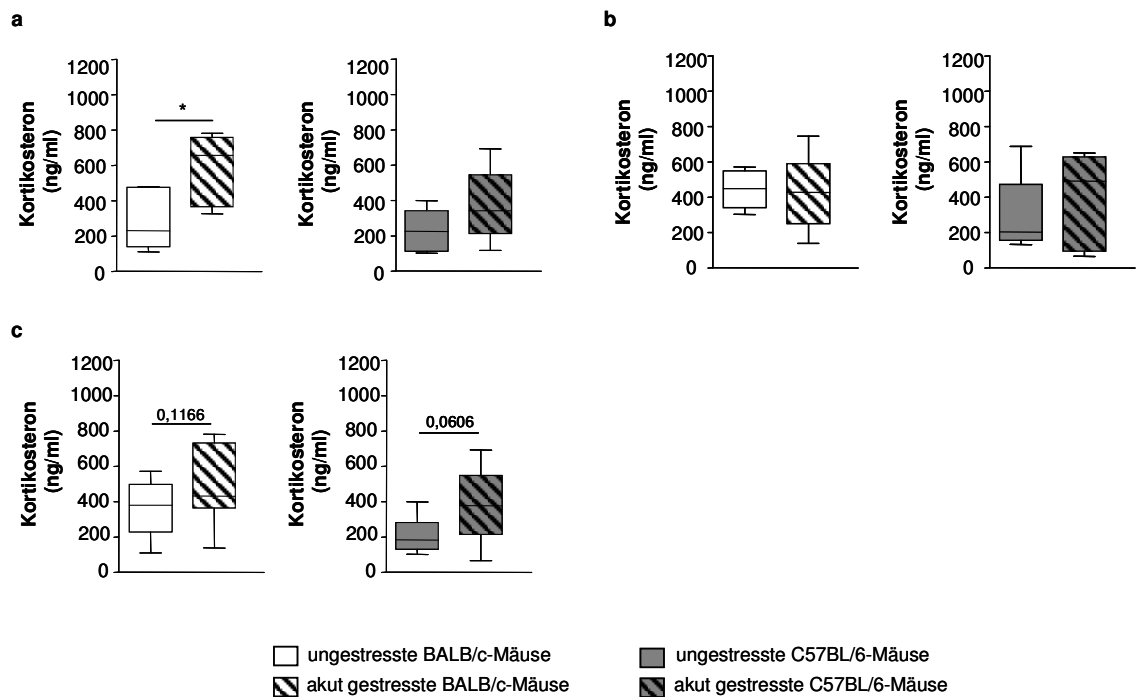 a
Kortikosteron
(ng/ml)
1200
1000
800
600
400
200
0
*
Kortikosteron
(ng/ml)
1200
1000
800
600
400
200
0
b
Kortikosteron
(ng/ml)
1200
1000
800
600
400
200
0
Kortikosteron
(ng/ml)
1200
1000
800
600
400
200
0
c
Kortikosteron
(ng/ml)
1200
1000
800
600
400
200
0
0,1166
Kortikosteron
(ng/ml)
1200
1000
800
600
400
200
0
0,0606
ungestresste BALB/c-Mäuse
akut gestresste BALB/c-Mäuse
ungestresste C57BL/6-Mäuse
akut gestresste C57BL/6-Mäuse